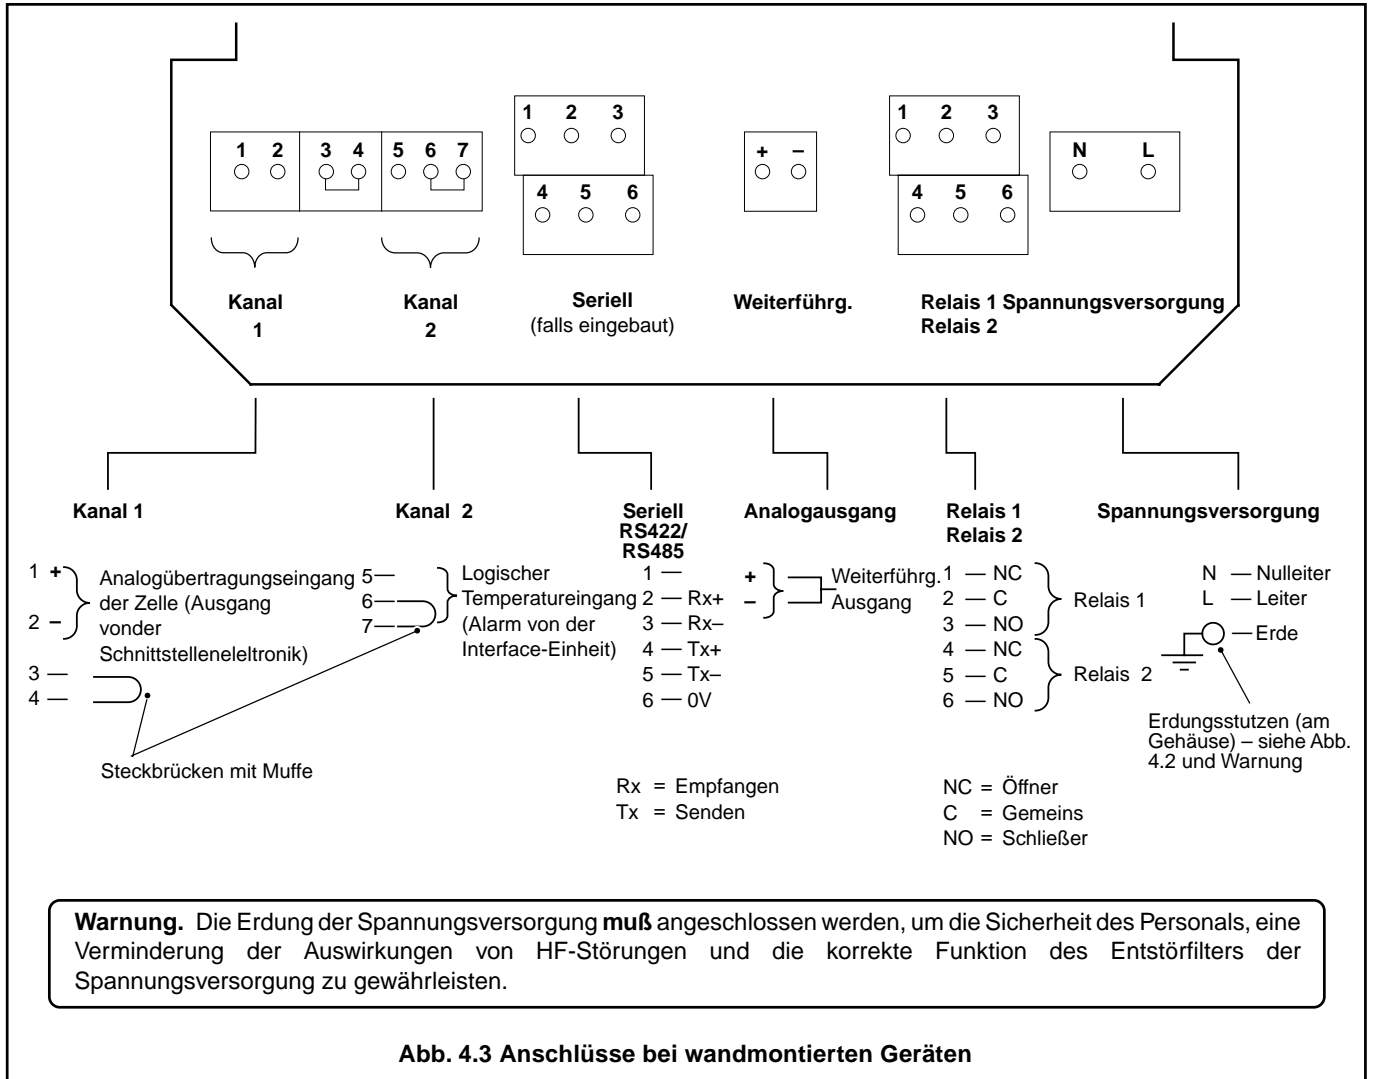 1 2 3 4 5 6 7
1 2 3
4 5 6
+ –
1 2 3
4 5 6
N L
Kanal
1
Kanal
2
Seriell
(falls eingebaut)
Weiterführg.
Relais 1
Relais 2
Spannungsversorgung
Kanal 1
1 +
2 –
Analogübertragungseingang
der Zelle (Ausgang
vonder
Schnittstelleneleltronik)
3 —
4 —
Steckbrücken mit Muffe
Kanal 2
5—
6
7
Logischer
Temperatureingang
(Alarm von der
Interface-Einheit)
Seriell
RS422/
RS485
1 —
2 — Rx+
3 — Rx–
4 — Tx+
5 — Tx–
6 — 0V
Rx = Empfangen
Tx = Senden
Analogausgang
+
–
Weiterführg.
Ausgang
Relais 1
Relais 2
1 — NC
2 — C
3 — NO
4 — NC
5 — C
6 — NO
Relais 1
Relais 2
NC = Öffner
C = Gemeins
NO = Schließer
Spannungsversorgung
N — Nulleiter
L — Leiter
— Erde
Erdungsstutzen (am
Gehäuse) – siehe Abb.
4.2 und Warnung
Warnung. Die Erdung der Spannungsversorgung muß angeschlossen werden, um die Sicherheit des Personals, eine
Verminderung der Auswirkungen von HF-Störungen und die korrekte Funktion des Entstörfilters der
Spannungsversorgung zu gewährleisten.
Abb. 4.3 Anschlüsse bei wandmontierten Geräten